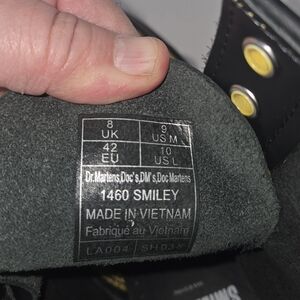 8 UK 9 US M
42 EU 10 US L
Dr.Martens,Doc's,DM's,Doc Martens
1460 SMILEY
MADE IN VIETNAM
Fabriqué au Vietnam
LA004